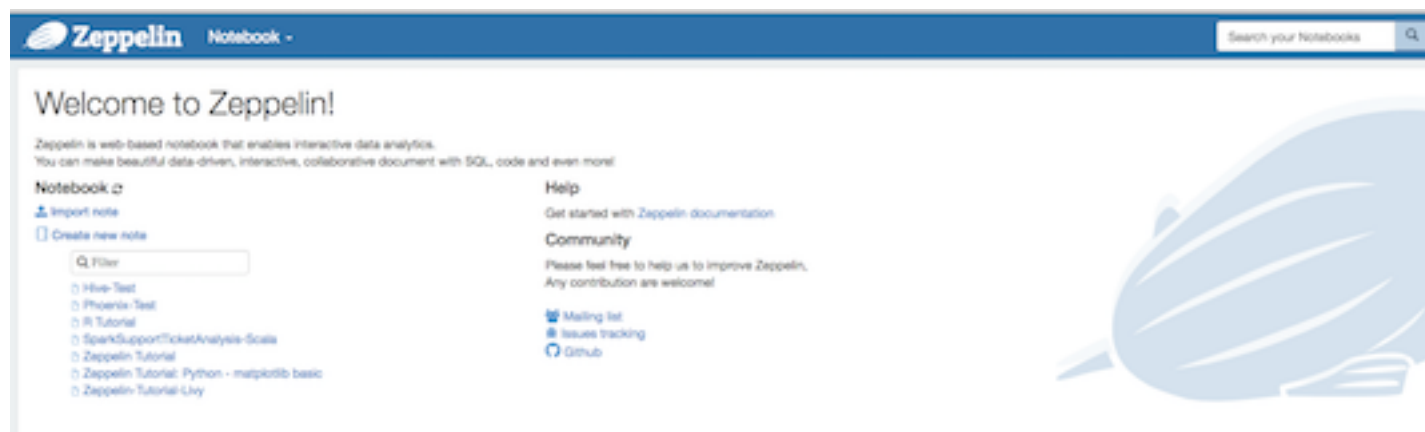 Zeppelin Notebook
Search your Notebooks
Welcome to Zeppelin!
Zeppelin is web-based notebook that enables interactive data analytics.
You can make beautiful data-driven, interactive, collaborative document with SQL, code and even more!
Notebook
Import note
Create new note
Filter
Hive-Test
Phoenix-Test
R Tutorial
SparkSupportTicketAnalysis-Scala
Zeppelin Tutorial
Zeppelin Tutorial: Python - matplotlib basic
Zeppelin-Tutorial-Livy
Help
Get started with Zeppelin documentation
Community
Please feel free to help us to improve Zeppelin,
Any contribution are welcome!
Mailing list
Issues tracking
Github